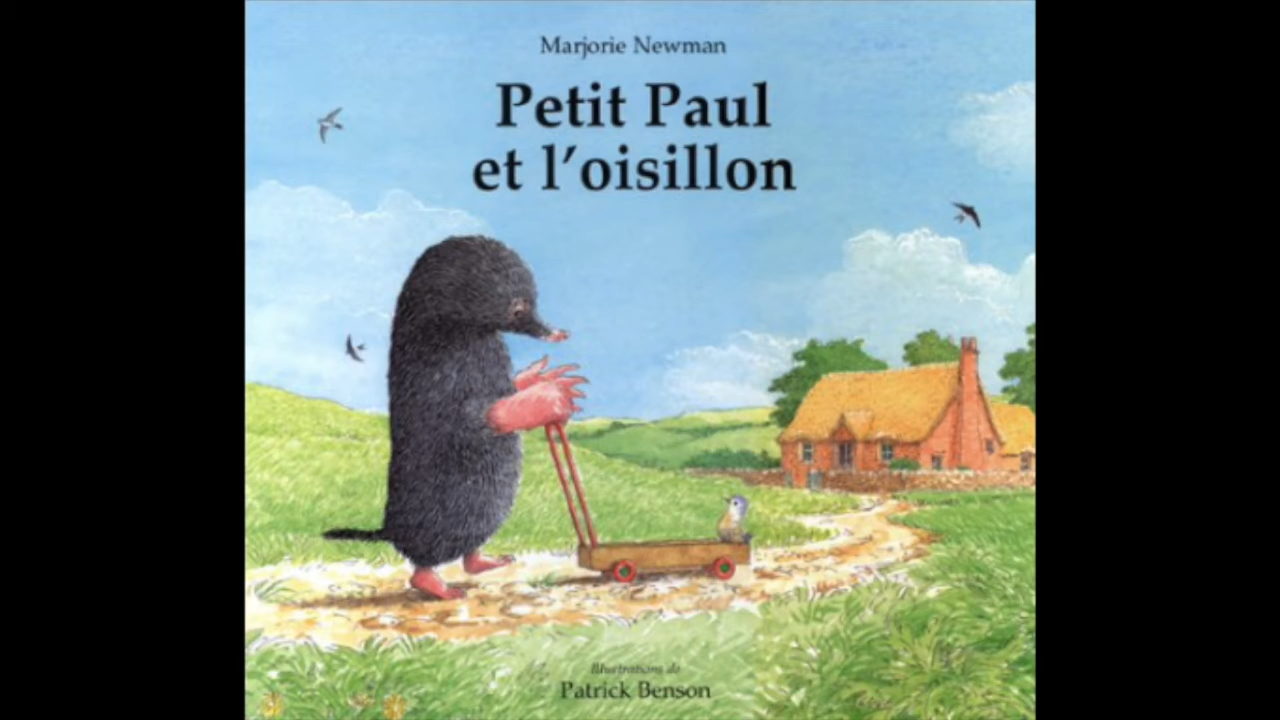 Marjorie Newman
Petit Paul
et l'oisillon
Illustrations de
Patrick Benson